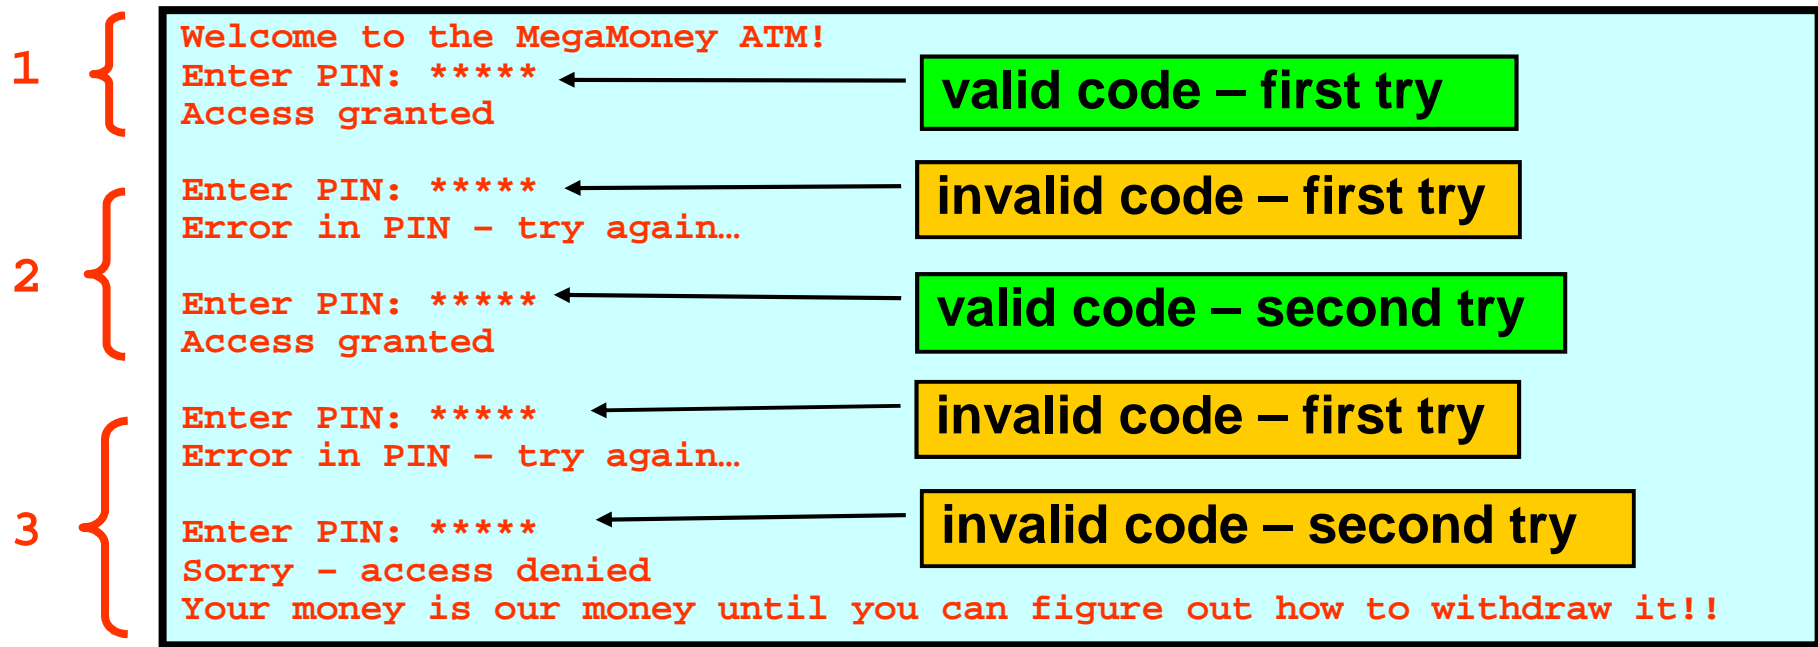 1
Welcome to the MegaMoney ATM!
Enter PIN: *****
valid code – first try
Access granted
2
Enter PIN: *****
invalid code – first try
Error in PIN – try again…
Enter PIN: *****
valid code – second try
Access granted
3
Enter PIN: *****
invalid code – first try
Error in PIN – try again…
Enter PIN: *****
invalid code – second try
Sorry – access denied
Your money is our money until you can figure out how to withdraw it!!